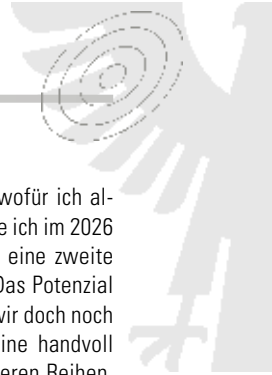 wofür ich al-
e ich im 2026
eine zweite
Das Potenzial
wir doch noch
ine handvoll
eren Reihen